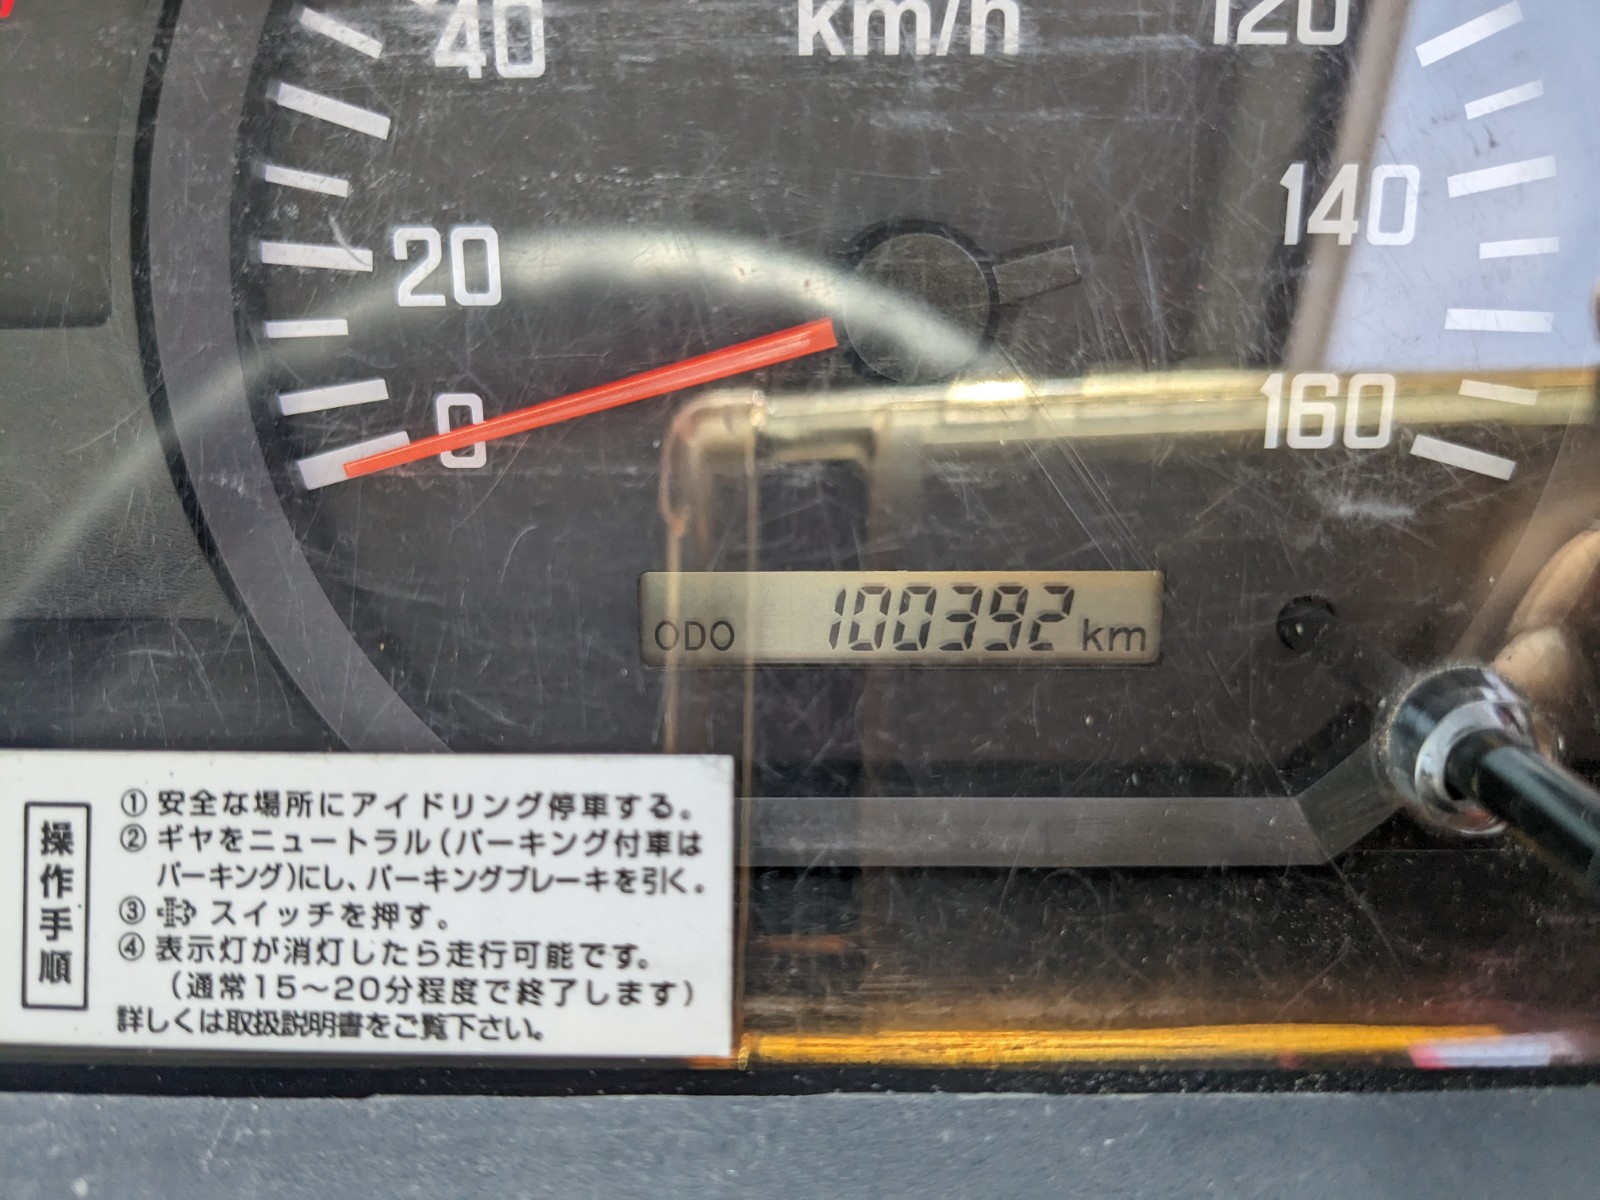 40 km/h 120
20 140
0 160
ODO 100392 km
操作手順
① 安全な場所にアイドリング停車する。
② ギヤをニュートラル(パーキング付車は
パーキング)にし、パーキングブレーキを引く。
③ スイッチを押す。
④ 表示灯が消灯したら走行可能です。
(通常15〜20分程度で終了します)
詳しくは取扱説明書をご覧下さい。